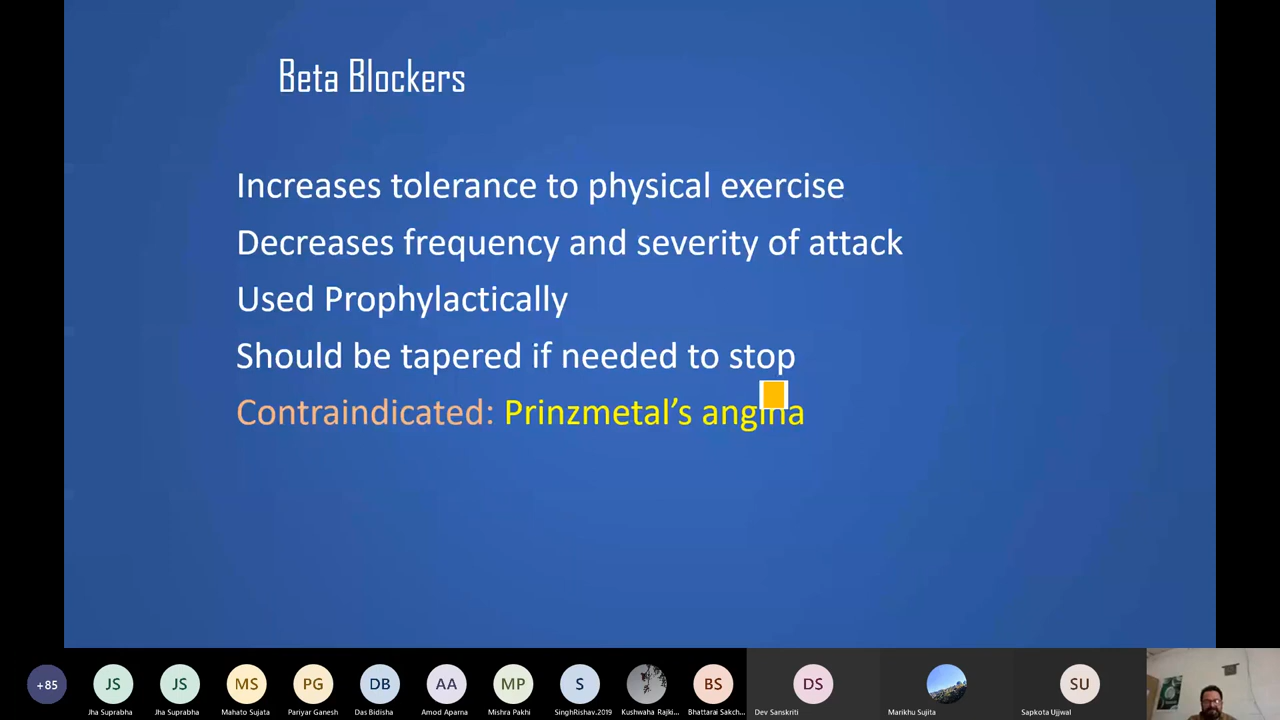 Beta Blockers
Increases tolerance to physical exercise
Decreases frequency and severity of attack
Used Prophylactically
Should be tapered if needed to stop
Contraindicated: Prinzmetal’s angina
+85 JS JS MS PG DB AA MP S BS DS SU
Jha Suprabha Jha Suprabha Mahato Sujata Pariyar Ganesh Das Bidisha Amod Aparna Mishra Pakhi SinghRishav.2019 Kushwaha Rajki... Bhattarai Sakch... Dev Sanskriti Marikhu Sujita Sapkota Ujjwal